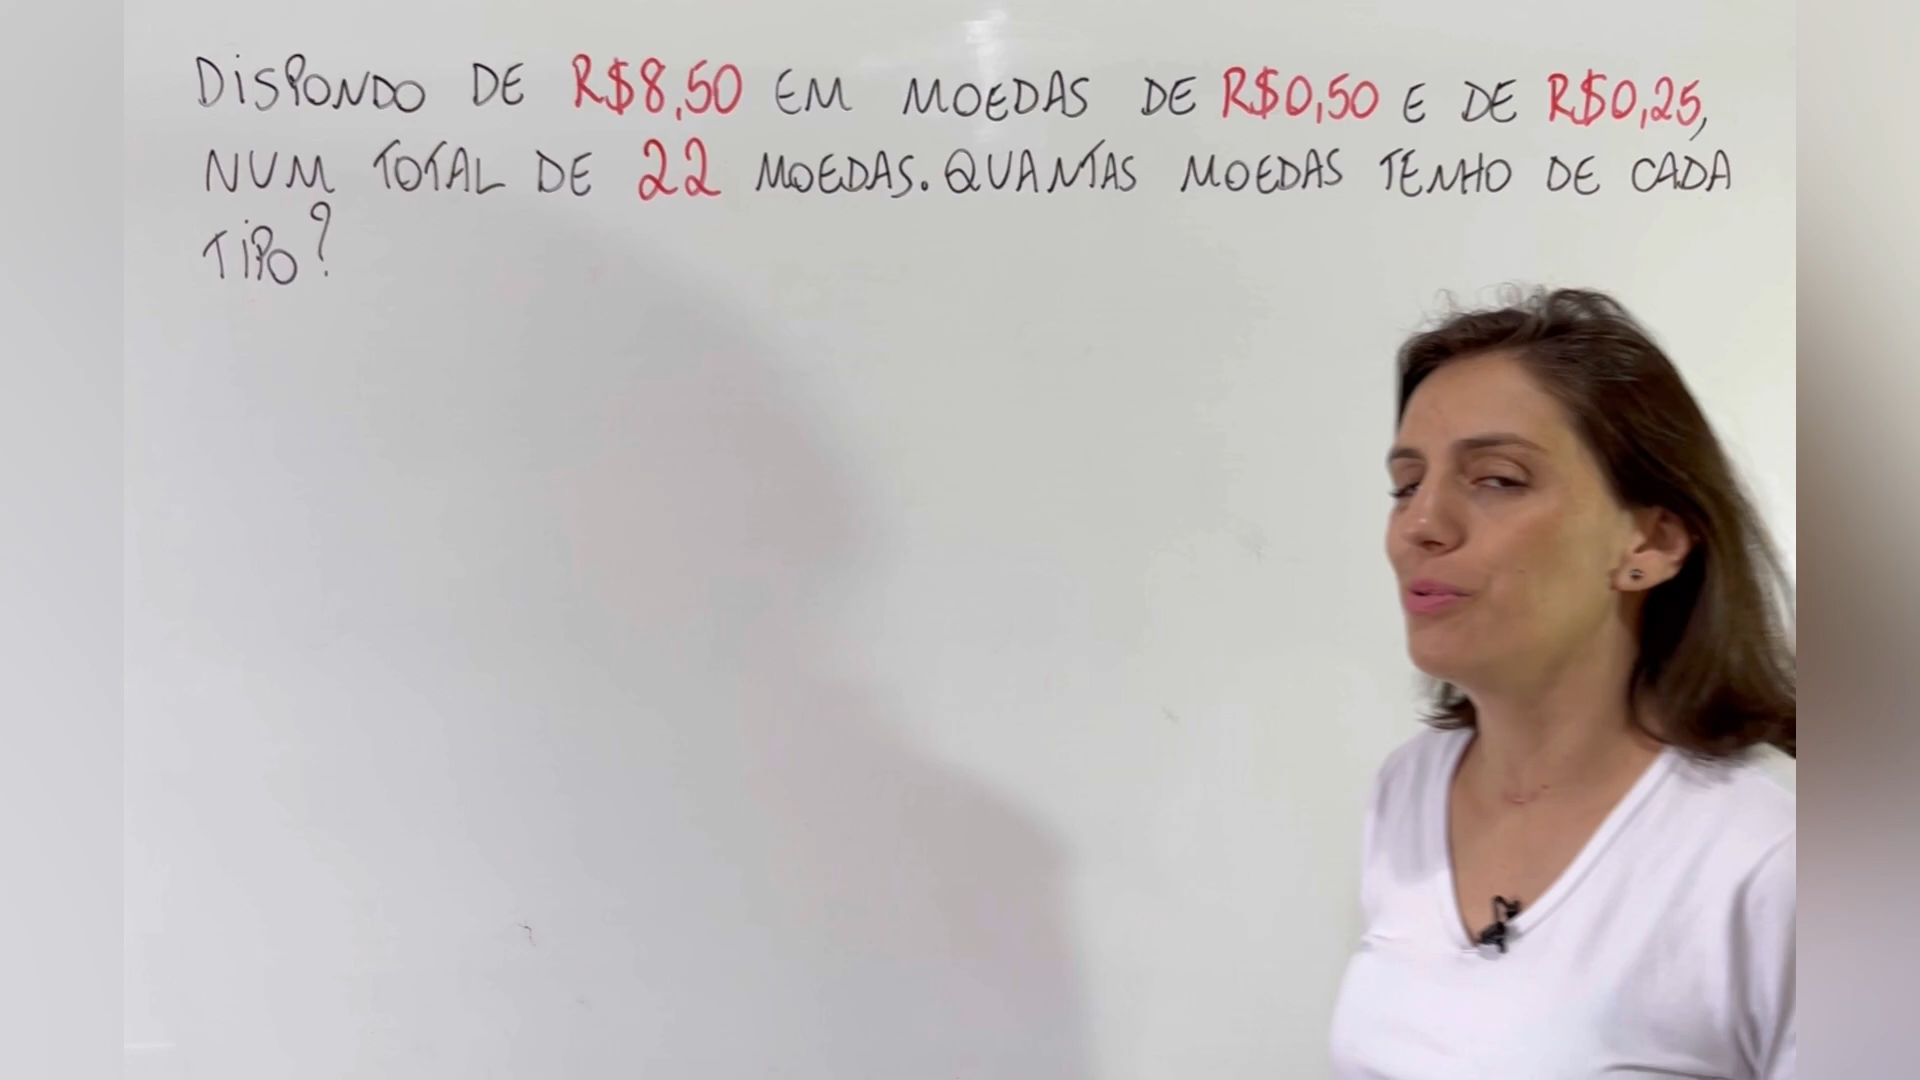 DISPONDO DE R$8,50 EM MOEDAS DE R$0,50 E DE R$0,25,
NUM TOTAL DE 22 MOEDAS. QUANTAS MOEDAS TENHO DE CADA
TIPO?